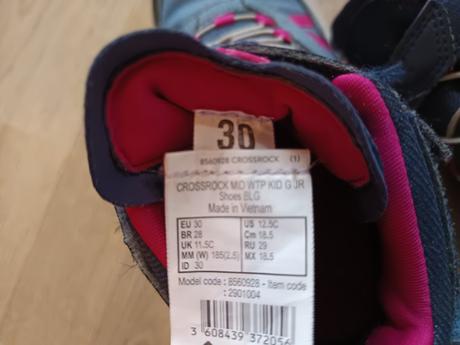 30
8560928 CROSSROCK (1)
CROSSROCK MID WTP KID G JR
Shoes BLG
Made in Vietnam
EU 30 US 12.5C
BR 28 Cm 18.5
UK 11.5C RU 29
MM (W) 185(2.5) MX 18.5
ID 30
Model code : 8560928 - Item code
: 2901004
3 608439 372056